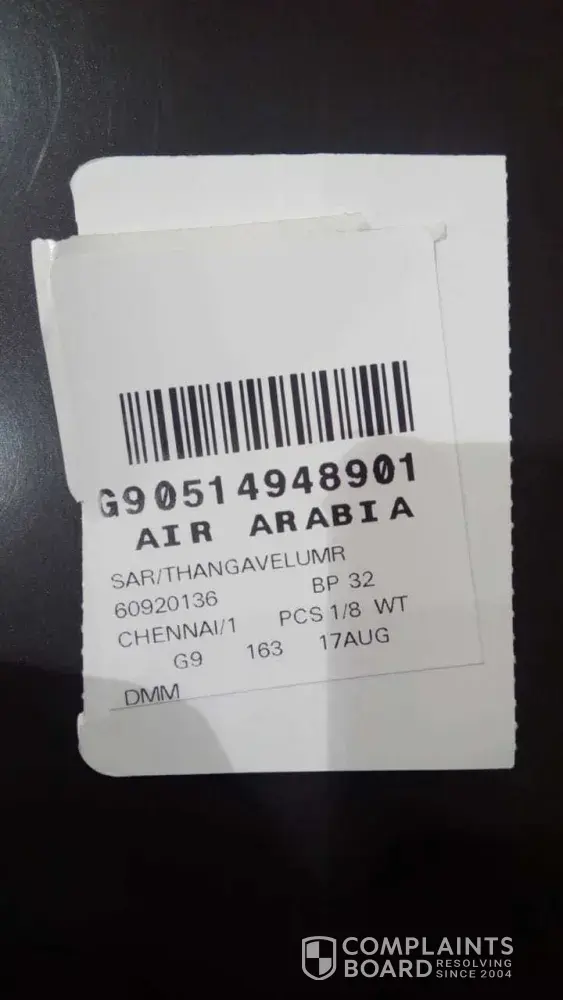 G90514948901
AIR ARABIA
SAR/THANGAVELUMR
60920136 BP 32
CHENNAI/1 PCS 1/8 WT
G9 163 17AUG
DMM
COMPLAINTS
BOARD RESOLVING
SINCE 2004